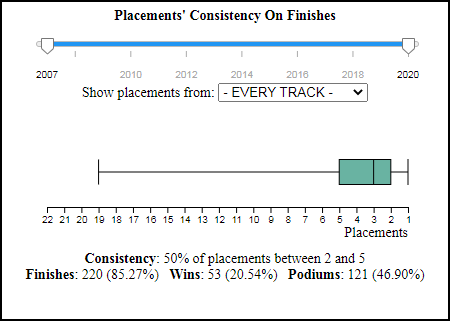 Placements' Consistency On Finishes
2007 2010 2012 2014 2016 2018 2020
Show placements from: - EVERY TRACK -
22 21 20 19 18 17 16 15 14 13 12 11 10 9 8 7 6 5 4 3 2 1
Placements
Consistency: 50% of placements between 2 and 5
Finishes: 220 (85.27%) Wins: 53 (20.54%) Podiums: 121 (46.90%)